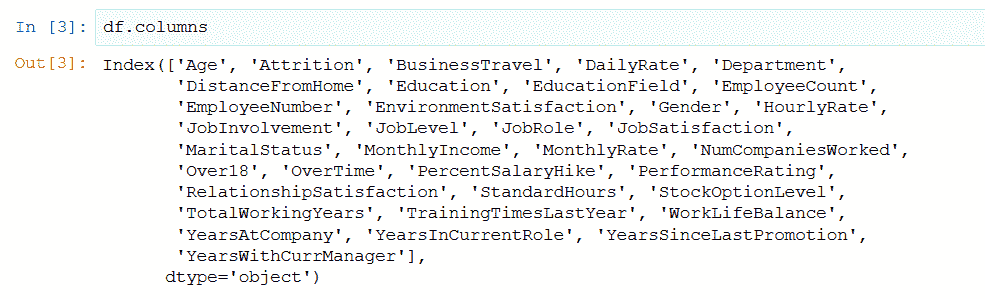 In [3]: df.columns
Out[3]: Index(['Age', 'Attrition', 'BusinessTravel', 'DailyRate', 'Department',
'DistanceFromHome', 'Education', 'EducationField', 'EmployeeCount',
'EmployeeNumber', 'EnvironmentSatisfaction', 'Gender', 'HourlyRate',
'JobInvolvement', 'JobLevel', 'JobRole', 'JobSatisfaction',
'MaritalStatus', 'MonthlyIncome', 'MonthlyRate', 'NumCompaniesWorked',
'Over18', 'OverTime', 'PercentSalaryHike', 'PerformanceRating',
'RelationshipSatisfaction', 'StandardHours', 'StockOptionLevel',
'TotalWorkingYears', 'TrainingTimesLastYear', 'WorkLifeBalance',
'YearsAtCompany', 'YearsInCurrentRole', 'YearsSinceLastPromotion',
'YearsWithCurrManager'],
dtype='object')